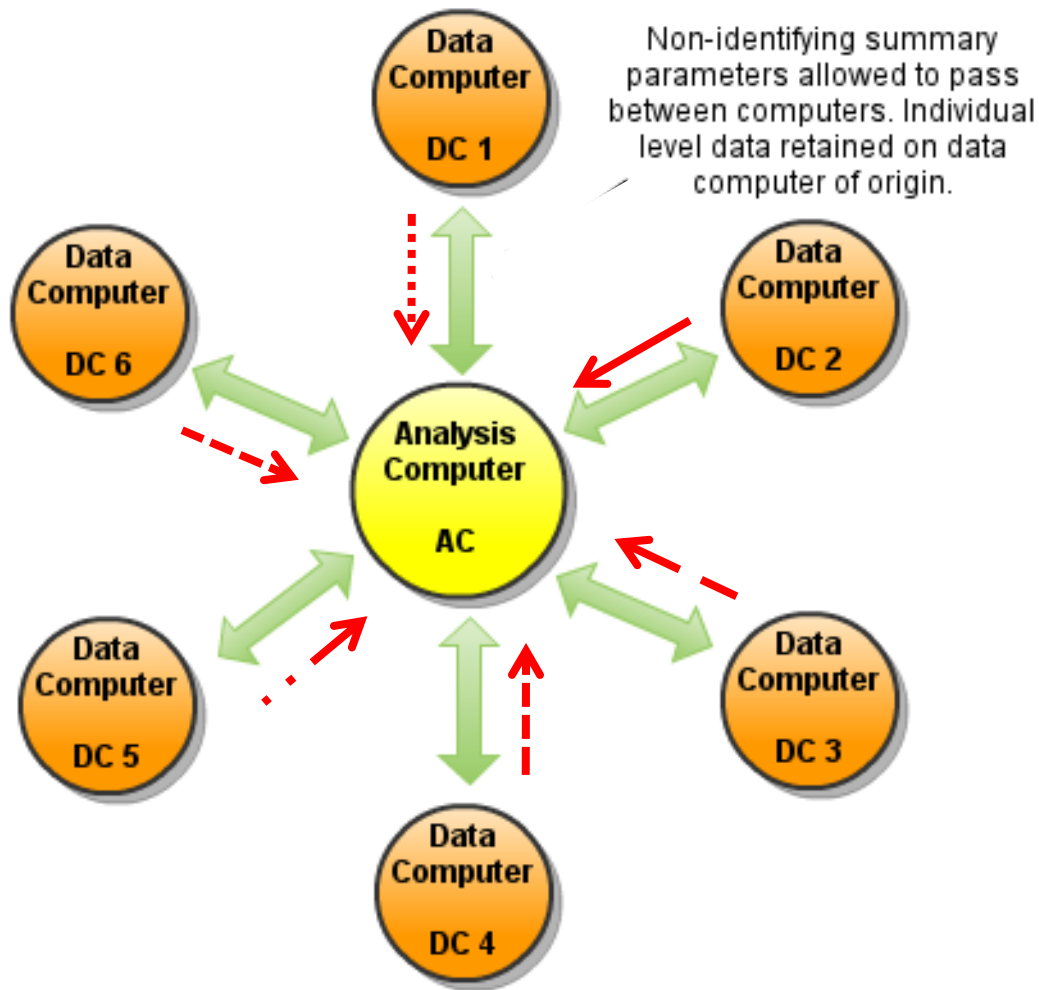 Data
Computer
DC 1
Non-identifying summary
parameters allowed to pass
between computers. Individual
level data retained on data
computer of origin.
Data
Computer
DC 6
Data
Computer
DC 2
Analysis
Computer
AC
Data
Computer
DC 5
Data
Computer
DC 3
Data
Computer
DC 4